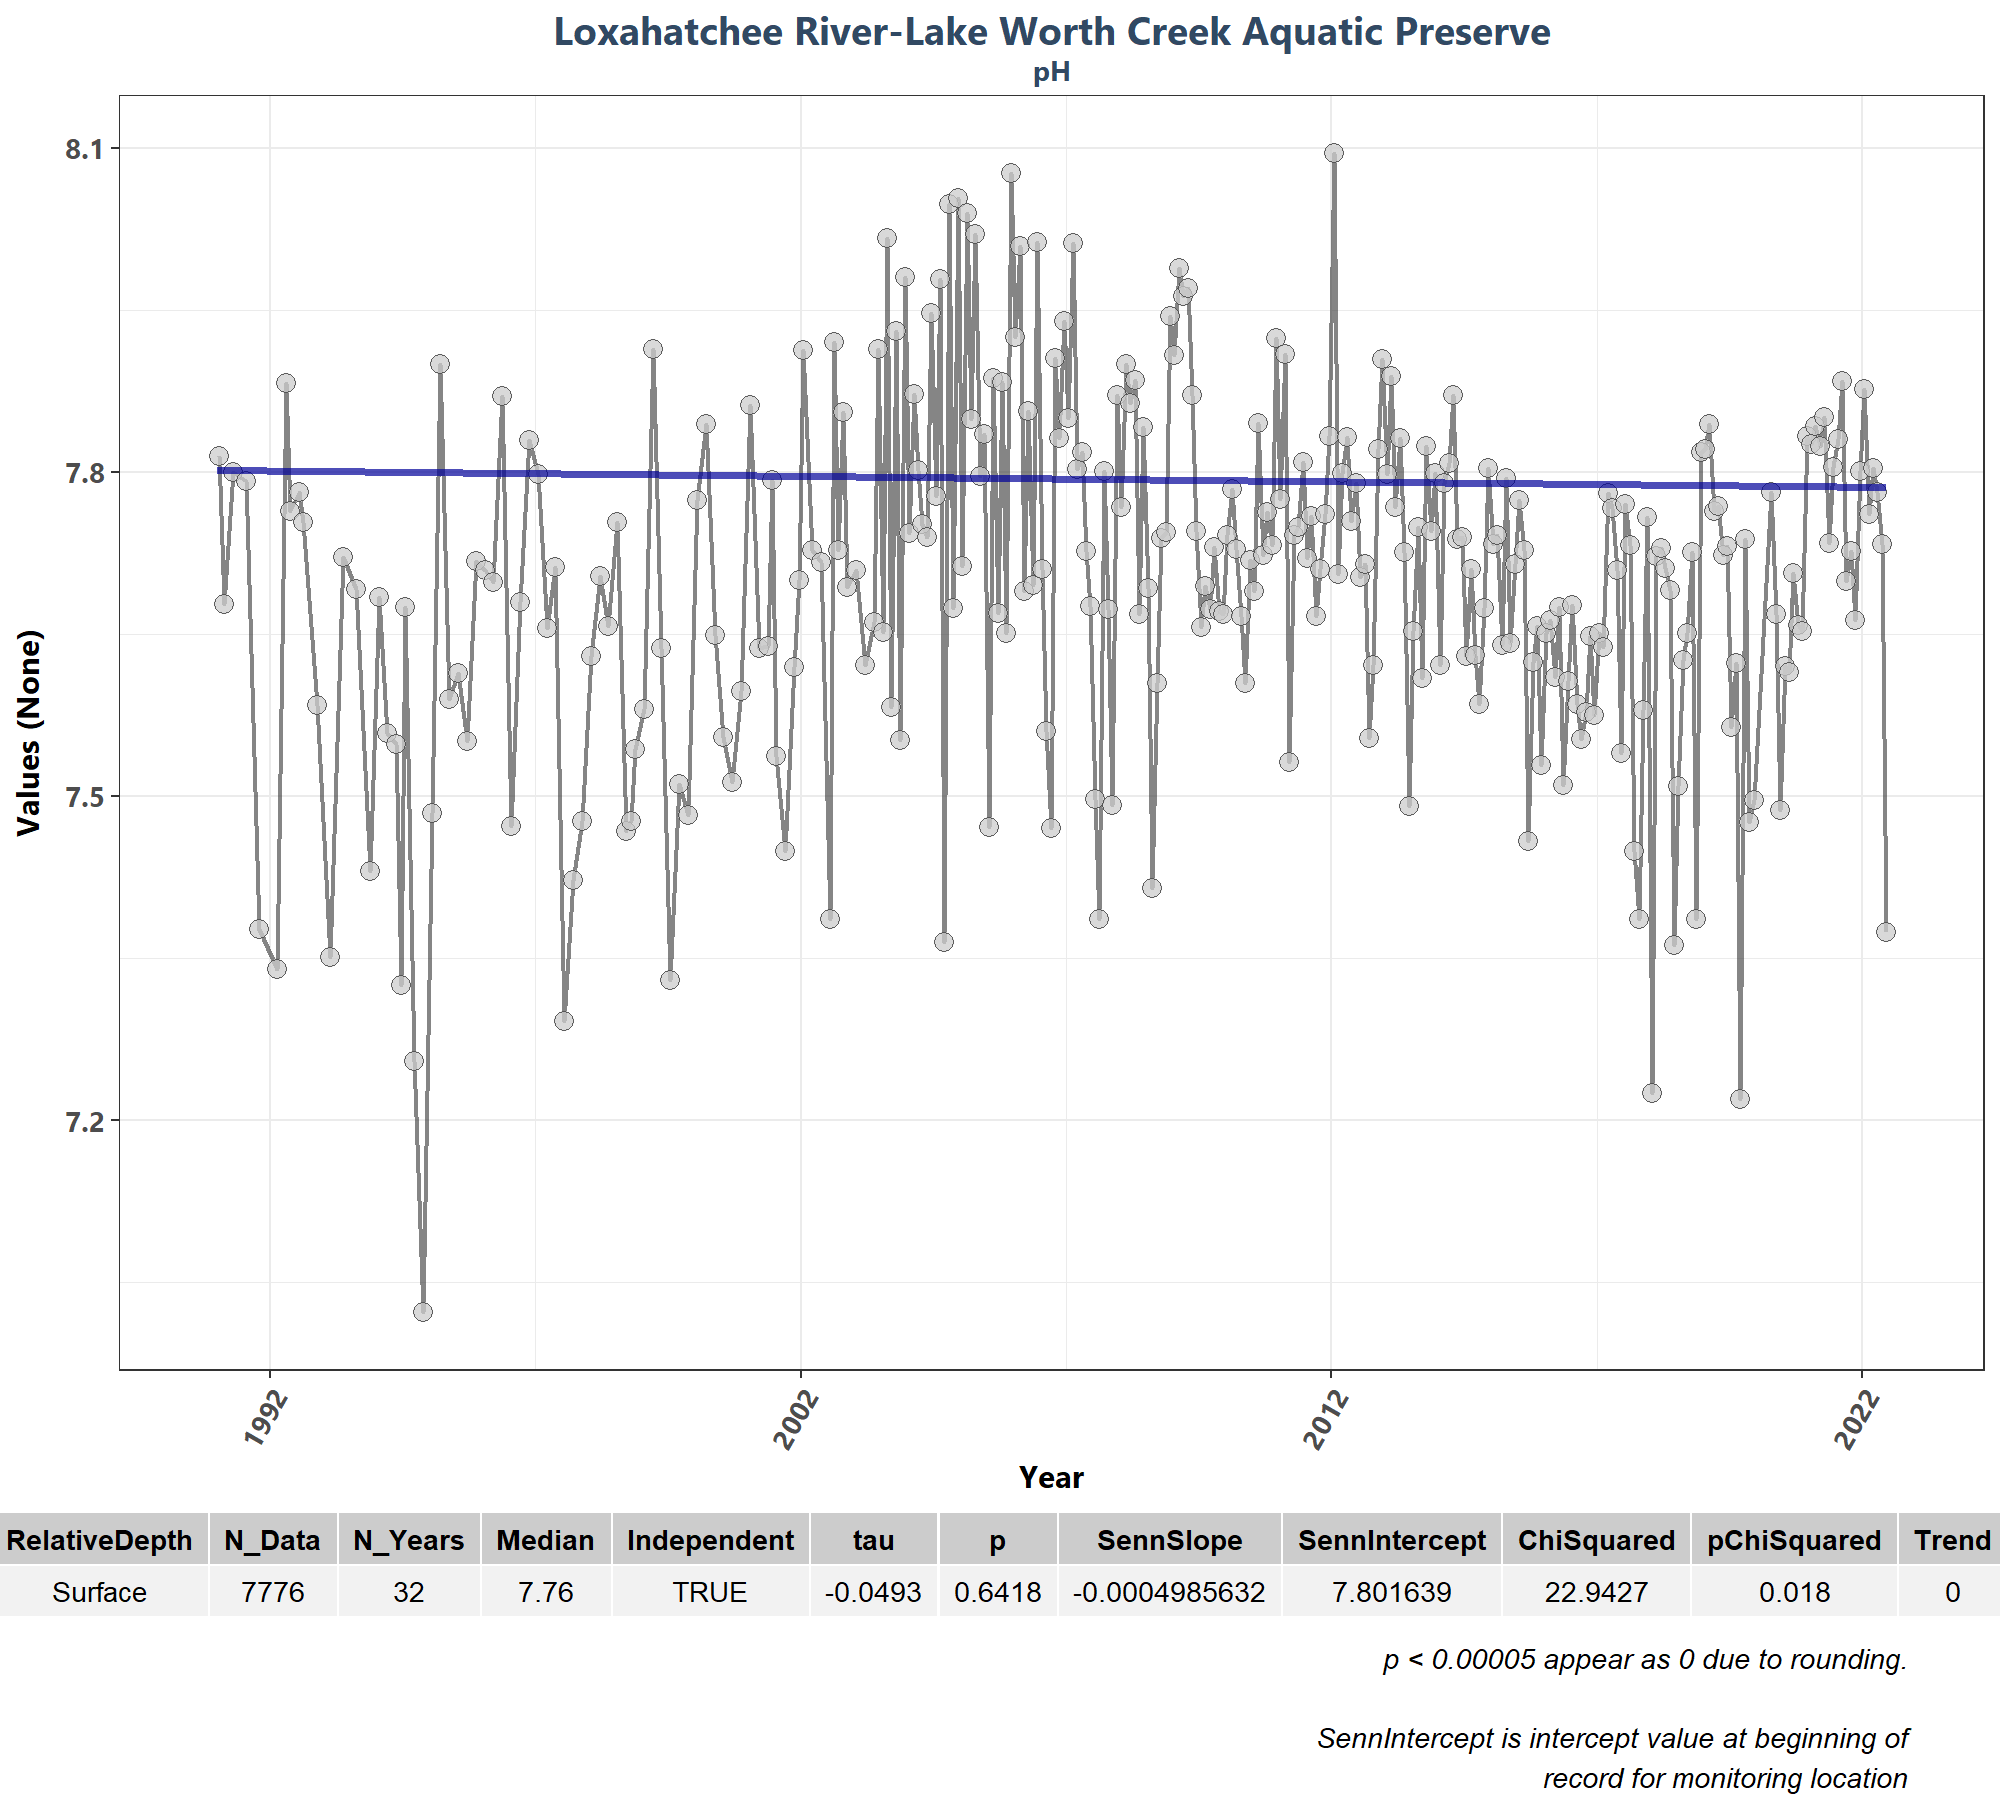 Loxahatchee River-Lake Worth Creek Aquatic Preserve
pH
Values (None)
8.1
7.8
7.5
7.2
1992
2002
2012
2022
Year
RelativeDepth N_Data N_Years Median Independent tau p SennSlope SennIntercept ChiSquared pChiSquared Trend
Surface 7776 32 7.76 TRUE -0.0493 0.6418 -0.0004985632 7.801639 22.9427 0.018 0
p < 0.00005 appear as 0 due to rounding.
SennIntercept is intercept value at beginning of
record for monitoring location